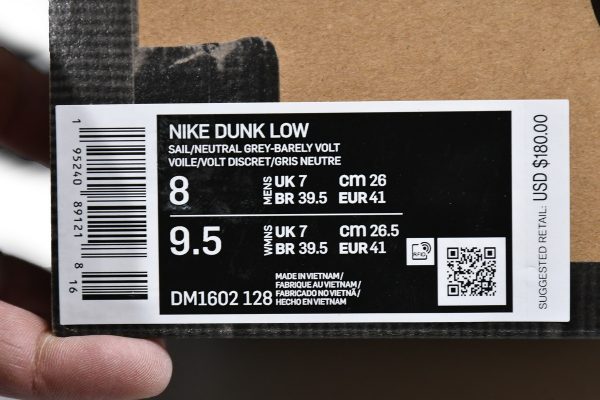 1 95240 89121 8 16
NIKE DUNK LOW
SAIL/NEUTRAL GREY-BARELY VOLT
VOILE/VOLT DISCRET/GRIS NEUTRE
8 MENS UK 7 cm 26
BR 39.5 EUR 41
9.5 WMNS UK 7 cm 26.5
BR 39.5 EUR 41
RFID
DM1602 128
MADE IN VIETNAM/
FABRIQUE AU VIETNAM/
FABRICADO NO VIETNÃ/
HECHO EN VIETNAM
SUGGESTED RETAIL: USD $180.00